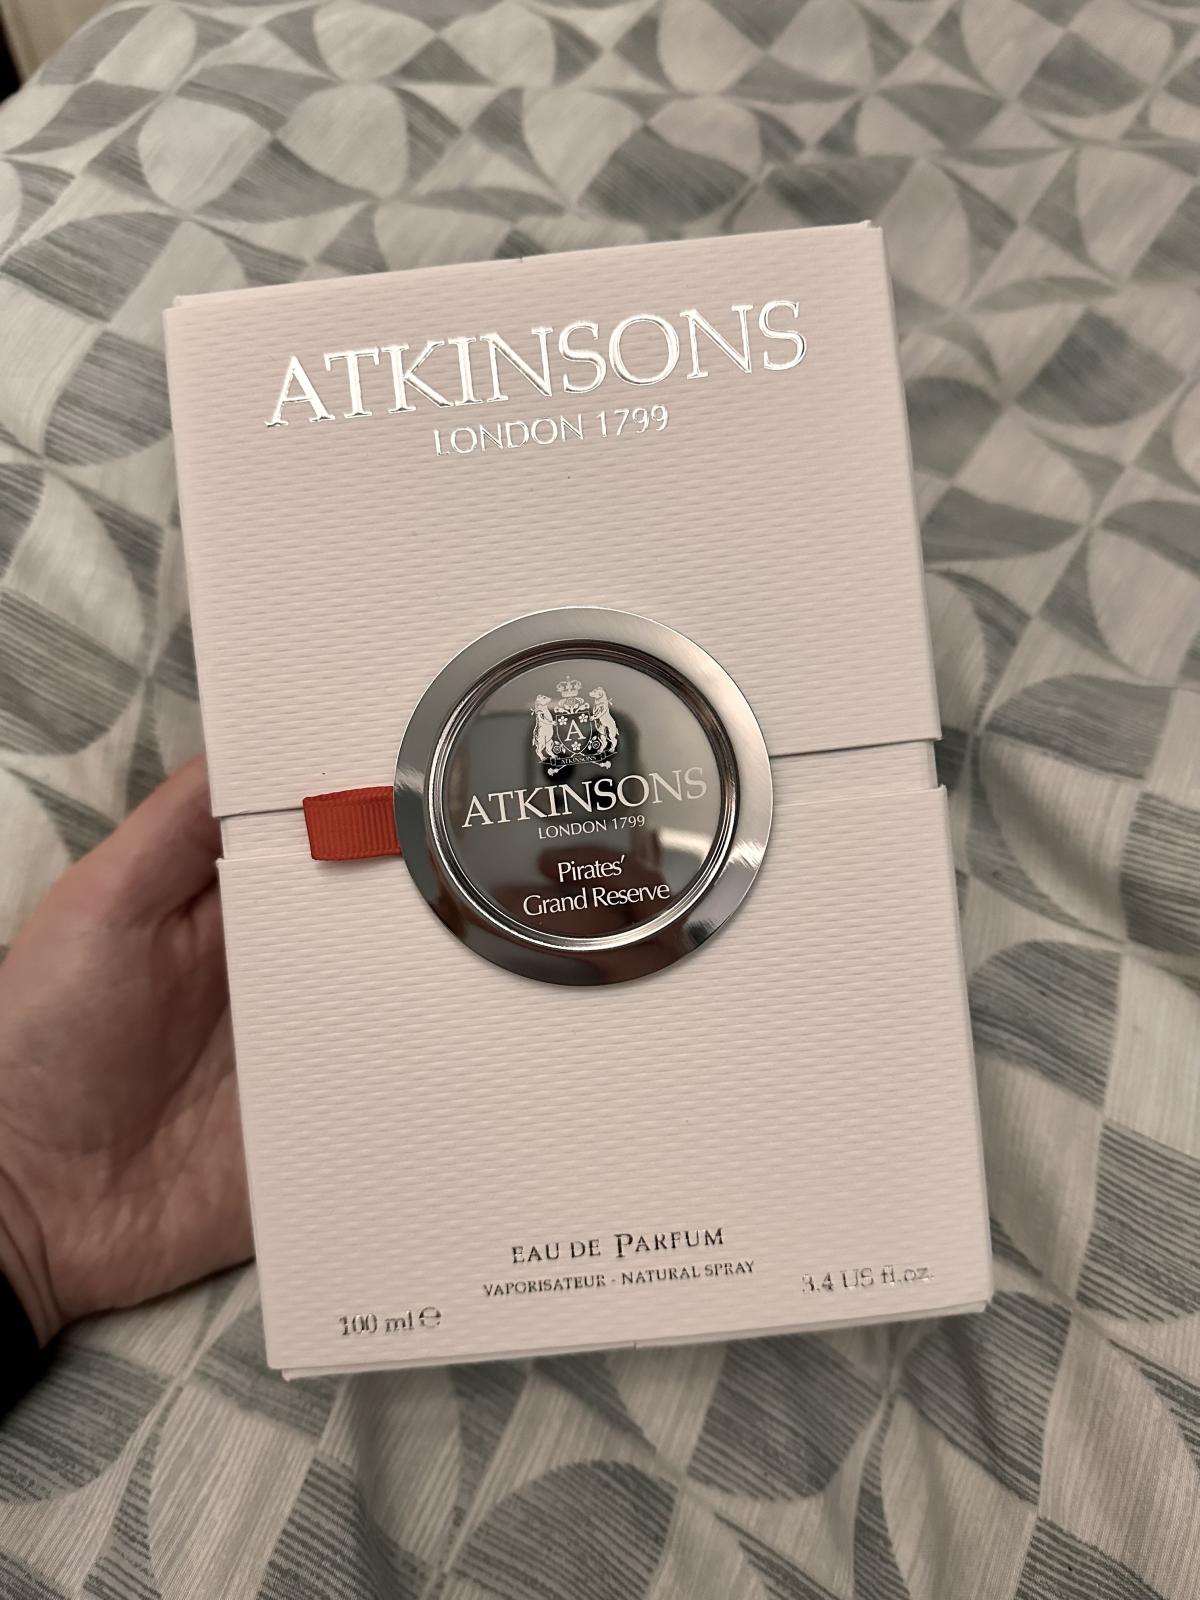 ATKINSONS
LONDON 1799
A
ATKINSONS
ATKINSONS
LONDON 1799
Pirates'
Grand Reserve
EAU DE PARFUM
VAPORISATEUR - NATURAL SPRAY
100 ml ℮
3.4 US fl.oz.